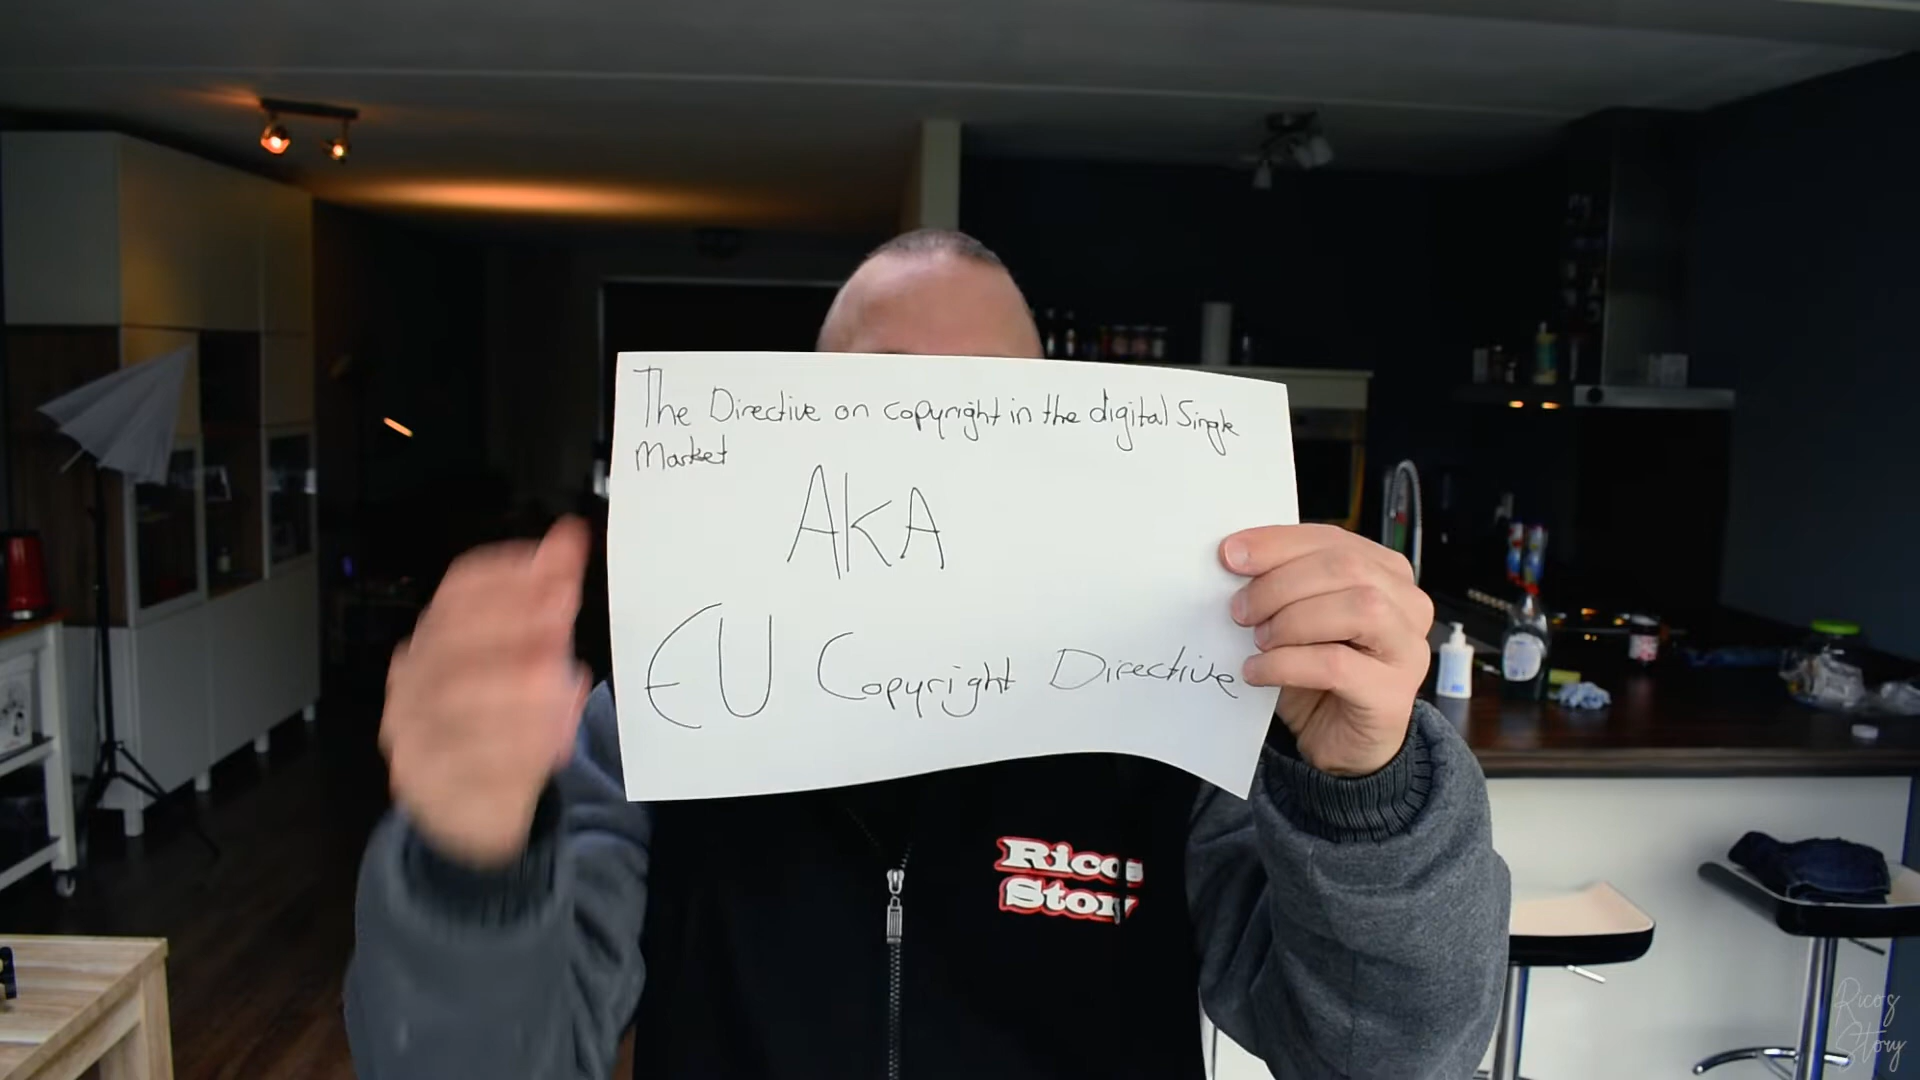 The Directive on copyright in the digital Single
Market
AKA
EU Copyright Directive
Ricos
Story
Ricos
Story